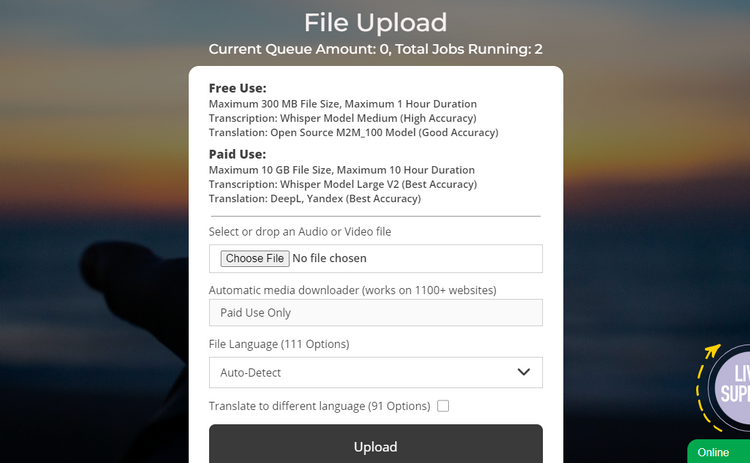 File Upload
Current Queue Amount: 0, Total Jobs Running: 2
Free Use:
Maximum 300 MB File Size, Maximum 1 Hour Duration
Transcription: Whisper Model Medium (High Accuracy)
Translation: Open Source M2M_100 Model (Good Accuracy)
Paid Use:
Maximum 10 GB File Size, Maximum 10 Hour Duration
Transcription: Whisper Model Large V2 (Best Accuracy)
Translation: DeepL, Yandex (Best Accuracy)
Select or drop an Audio or Video file
Choose File No file chosen
Automatic media downloader (works on 1100+ websites)
Paid Use Only
File Language (111 Options)
Auto-Detect
Translate to different language (91 Options)
Upload
Online